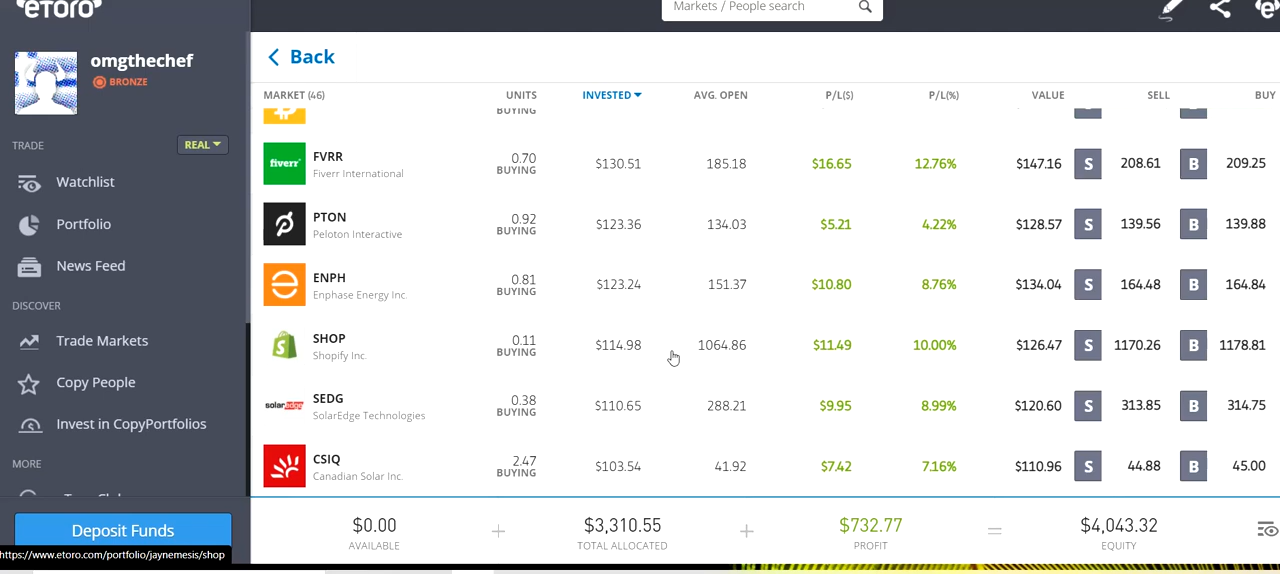 etoro
Markets / People search
omgthechef
BRONZE
TRADE
REAL
Watchlist
Portfolio
News Feed
DISCOVER
Trade Markets
Copy People
Invest in CopyPortfolios
MORE
Deposit Funds
https://www.etoro.com/portfolio/jaynemesis/shop
Back
MARKET (46) UNITS INVESTED AVG. OPEN P/L($) P/L(%) VALUE SELL BUY
BUYING
fiverr FVRR 0.70 $130.51 185.18 $16.65 12.76% $147.16 S 208.61 B 209.25
Fiverr International BUYING
PTON 0.92 $123.36 134.03 $5.21 4.22% $128.57 S 139.56 B 139.88
Peloton Interactive BUYING
ENPH 0.81 $123.24 151.37 $10.80 8.76% $134.04 S 164.48 B 164.84
Enphase Energy Inc. BUYING
SHOP 0.11 $114.98 1064.86 $11.49 10.00% $126.47 S 1170.26 B 1178.81
Shopify Inc. BUYING
solaredge SEDG 0.38 $110.65 288.21 $9.95 8.99% $120.60 S 313.85 B 314.75
SolarEdge Technologies BUYING
CSIQ 2.47 $103.54 41.92 $7.42 7.16% $110.96 S 44.88 B 45.00
Canadian Solar Inc. BUYING
$0.00 + $3,310.55 + $732.77 = $4,043.32
AVAILABLE TOTAL ALLOCATED PROFIT EQUITY